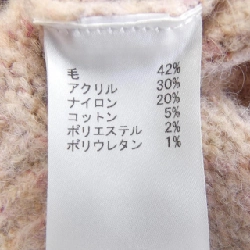 毛 42%
アクリル 30%
ナイロン 20%
コットン 5%
ポリエステル 2%
ポリウレタン 1%